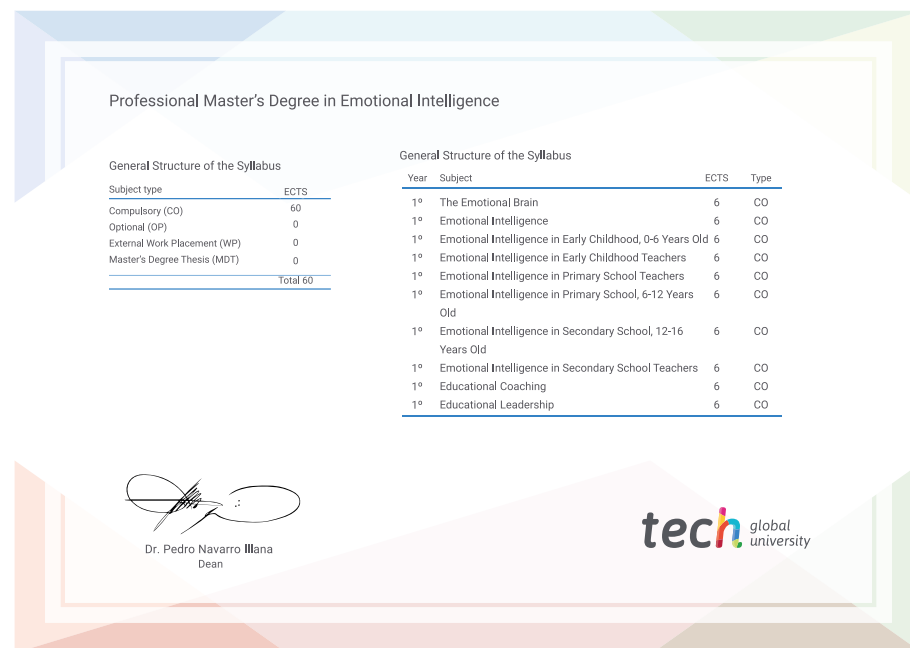 Professional Master's Degree in Emotional Intelligence
General Structure of the Syllabus
Subject type ECTS
Compulsory (CO) 60
Optional (OP) 0
External Work Placement (WP) 0
Master's Degree Thesis (MDT) 0
Total 60
General Structure of the Syllabus
Year Subject ECTS Type
1º The Emotional Brain 6 CO
1º Emotional Intelligence 6 CO
1º Emotional Intelligence in Early Childhood, 0-6 Years Old 6 CO
1º Emotional Intelligence in Early Childhood Teachers 6 CO
1º Emotional Intelligence in Primary School Teachers 6 CO
1º Emotional Intelligence in Primary School, 6-12 Years 6 CO
Old
1º Emotional Intelligence in Secondary School, 12-16 6 CO
Years Old
1º Emotional Intelligence in Secondary School Teachers 6 CO
1º Educational Coaching 6 CO
1º Educational Leadership 6 CO
Dr. Pedro Navarro Illana
Dean
tech global
university